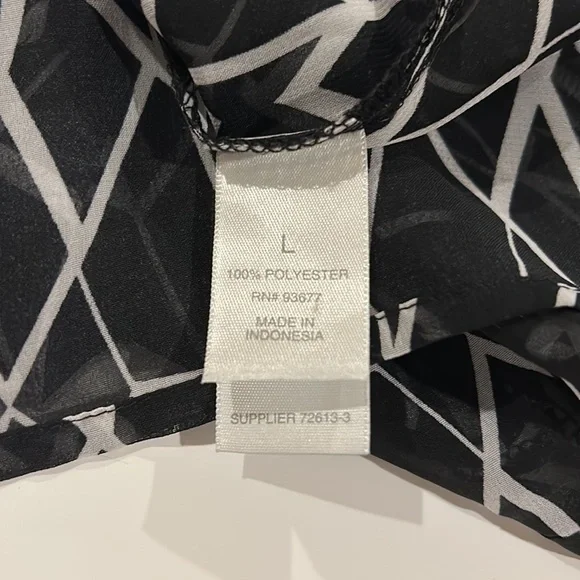 L
100% POLYESTER
RN# 93677
MADE IN
INDONESIA
SUPPLIER 72613-3